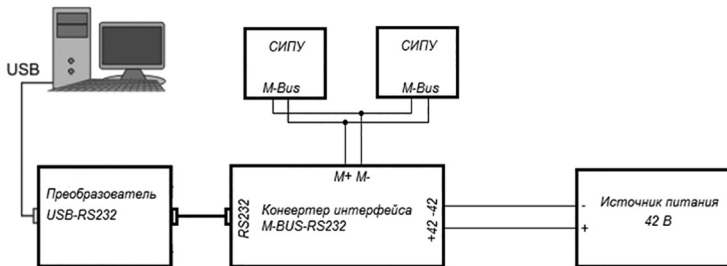 USB
СИПУ
M-Bus
СИПУ
M-Bus
M+ M-
Преобразователь
USB-RS232
RS232
Конвертер интерфейса
M-BUS-RS232
+42 -42
-
+
Источник питания
42 В